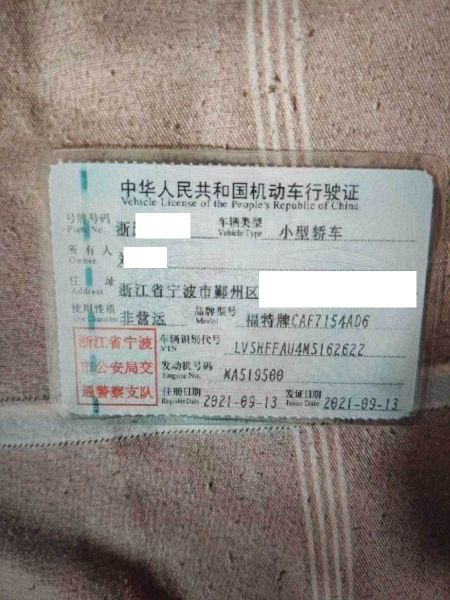 中华人民共和国机动车行驶证
Vehicle License of the People's Republic of China
号牌号码 浙 车辆类型 小型轿车
Plate No. Vehicle Type
所有人
Owner
住址 浙江省宁波市鄞州区
Address
使用性质 非营运 品牌型号 福特牌CAF7154AD6
Use Character Model
浙江省宁波市公安局交通警察支队
车辆识别代号 LVSHFFAU4MS162622
VIN
发动机号码 MA519500
Engine No.
注册日期 2021-09-13 发证日期 2021-09-13
Register Date Issue Date